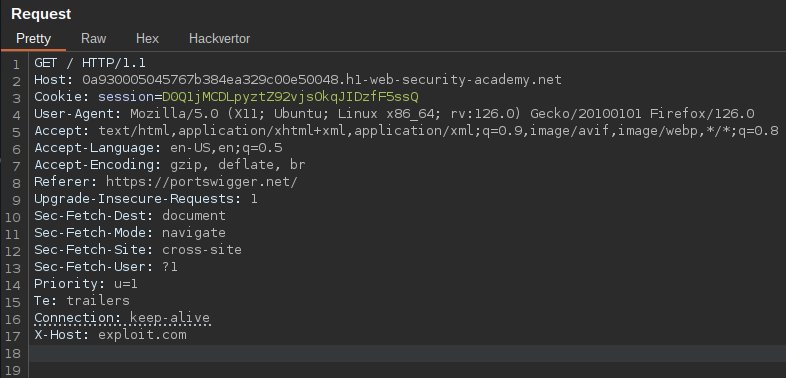 Request
Pretty Raw Hex Hackvertor
1 GET / HTTP/1.1
2 Host: 0a930005045767b384ea329c00e50048.h1-web-security-academy.net
3 Cookie: session=D0Q1jMCDLpyztZ92vjsOkqJIDzfF5ssQ
4 User-Agent: Mozilla/5.0 (X11; Ubuntu; Linux x86_64; rv:126.0) Gecko/20100101 Firefox/126.0
5 Accept: text/html,application/xhtml+xml,application/xml;q=0.9,image/avif,image/webp,*/*;q=0.8
6 Accept-Language: en-US,en;q=0.5
7 Accept-Encoding: gzip, deflate, br
8 Referer: https://portswigger.net/
9 Upgrade-Insecure-Requests: 1
10 Sec-Fetch-Dest: document
11 Sec-Fetch-Mode: navigate
12 Sec-Fetch-Site: cross-site
13 Sec-Fetch-User: ?1
14 Priority: u=1
15 Te: trailers
16 Connection: keep-alive
17 X-Host: exploit.com
18
19